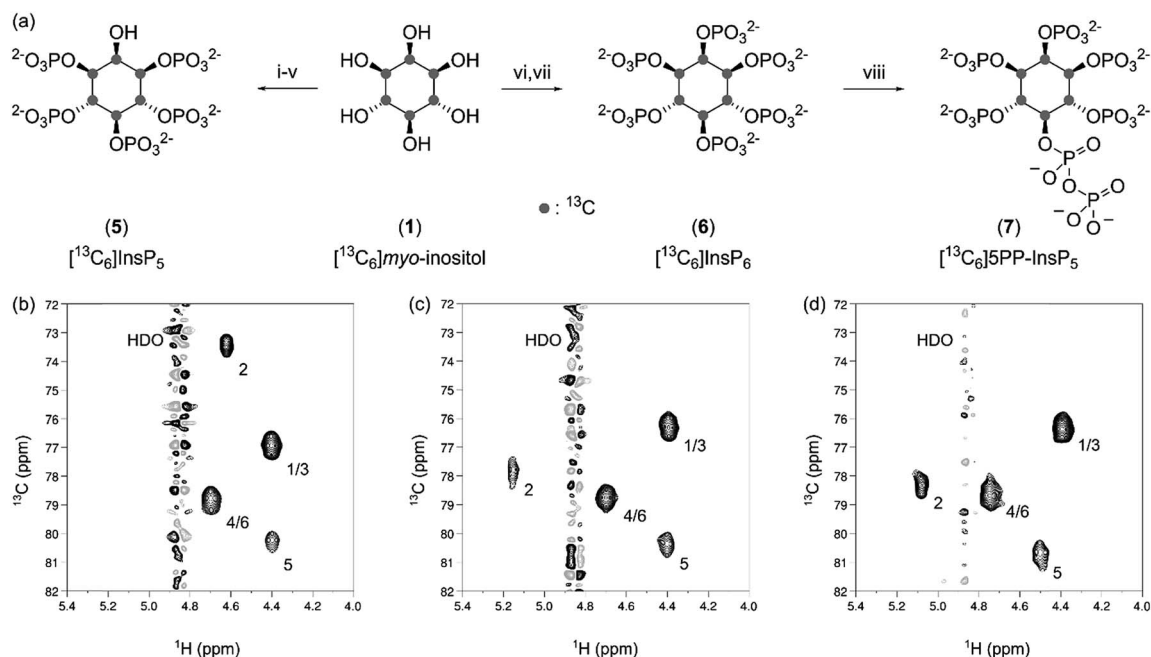 (a)
OH OH OPO₃²⁻ OPO₃²⁻
²⁻O₃PO OPO₃²⁻ HO OH ²⁻O₃PO OPO₃²⁻ ²⁻O₃PO OPO₃²⁻
i-v vi,vii viii
²⁻O₃PO OPO₃²⁻ HO OH ²⁻O₃PO OPO₃²⁻ ²⁻O₃PO OPO₃²⁻
OPO₃²⁻ OH OPO₃²⁻ O
P O
⁻O O
P O
⁻O O⁻
: ¹³C
(5) (1) (6) (7)
[¹³C₆]InsP₅ [¹³C₆]myo-inositol [¹³C₆]InsP₆ [¹³C₆]5PP-InsP₅
(b)
72
73
74
75
76
77
78
79
80
81
82
¹³C (ppm)
HDO
2
1/3
4/6
5
5.4 5.2 5.0 4.8 4.6 4.4 4.2 4.0
¹H (ppm)
(c)
72
73
74
75
76
77
78
79
80
81
82
¹³C (ppm)
HDO
1/3
2
4/6
5
5.4 5.2 5.0 4.8 4.6 4.4 4.2 4.0
¹H (ppm)
(d)
72
73
74
75
76
77
78
79
80
81
82
¹³C (ppm)
HDO
1/3
2
4/6
5
5.4 5.2 5.0 4.8 4.6 4.4 4.2 4.0
¹H (ppm)